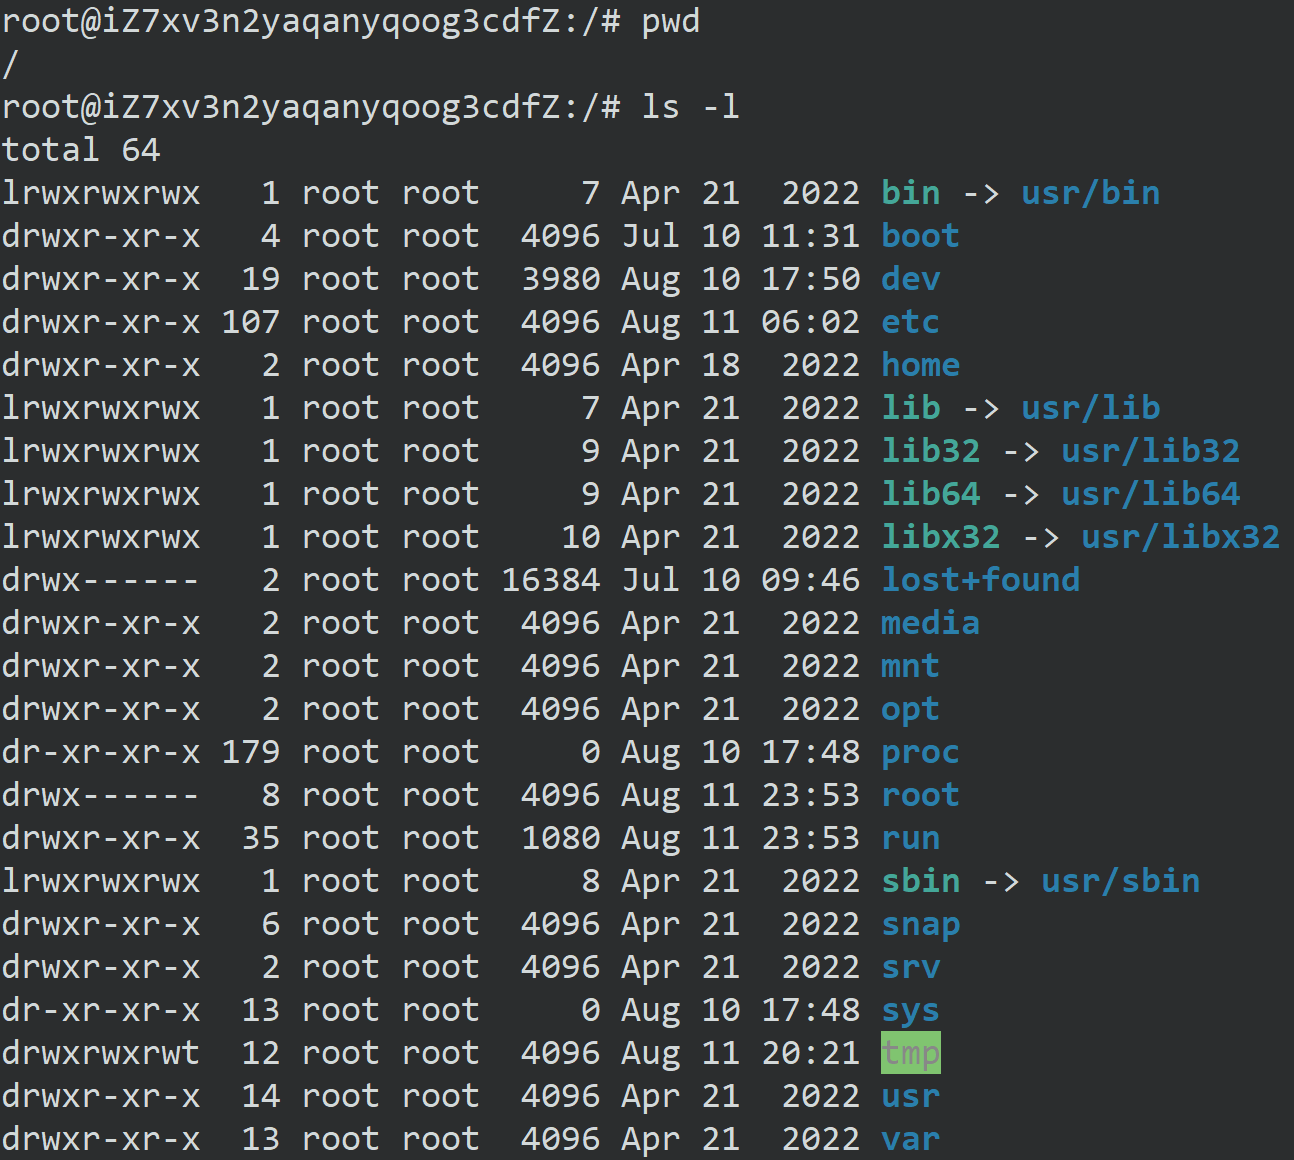 root@iZ7xv3n2yaqanyqoog3cdfZ:/# pwd
/
root@iZ7xv3n2yaqanyqoog3cdfZ:/# ls -l
total 64
lrwxrwxrwx   1 root root     7 Apr 21  2022 bin -> usr/bin
drwxr-xr-x   4 root root  4096 Jul 10 11:31 boot
drwxr-xr-x  19 root root  3980 Aug 10 17:50 dev
drwxr-xr-x 107 root root  4096 Aug 11 06:02 etc
drwxr-xr-x   2 root root  4096 Apr 18  2022 home
lrwxrwxrwx   1 root root     7 Apr 21  2022 lib -> usr/lib
lrwxrwxrwx   1 root root     9 Apr 21  2022 lib32 -> usr/lib32
lrwxrwxrwx   1 root root     9 Apr 21  2022 lib64 -> usr/lib64
lrwxrwxrwx   1 root root    10 Apr 21  2022 libx32 -> usr/libx32
drwx------   2 root root 16384 Jul 10 09:46 lost+found
drwxr-xr-x   2 root root  4096 Apr 21  2022 media
drwxr-xr-x   2 root root  4096 Apr 21  2022 mnt
drwxr-xr-x   2 root root  4096 Apr 21  2022 opt
dr-xr-xr-x 179 root root     0 Aug 10 17:48 proc
drwx------   8 root root  4096 Aug 11 23:53 root
drwxr-xr-x  35 root root  1080 Aug 11 23:53 run
lrwxrwxrwx   1 root root     8 Apr 21  2022 sbin -> usr/sbin
drwxr-xr-x   6 root root  4096 Apr 21  2022 snap
drwxr-xr-x   2 root root  4096 Apr 21  2022 srv
dr-xr-xr-x  13 root root     0 Aug 10 17:48 sys
drwxrwxrwt  12 root root  4096 Aug 11 20:21 tmp
drwxr-xr-x  14 root root  4096 Apr 21  2022 usr
drwxr-xr-x  13 root root  4096 Apr 21  2022 var